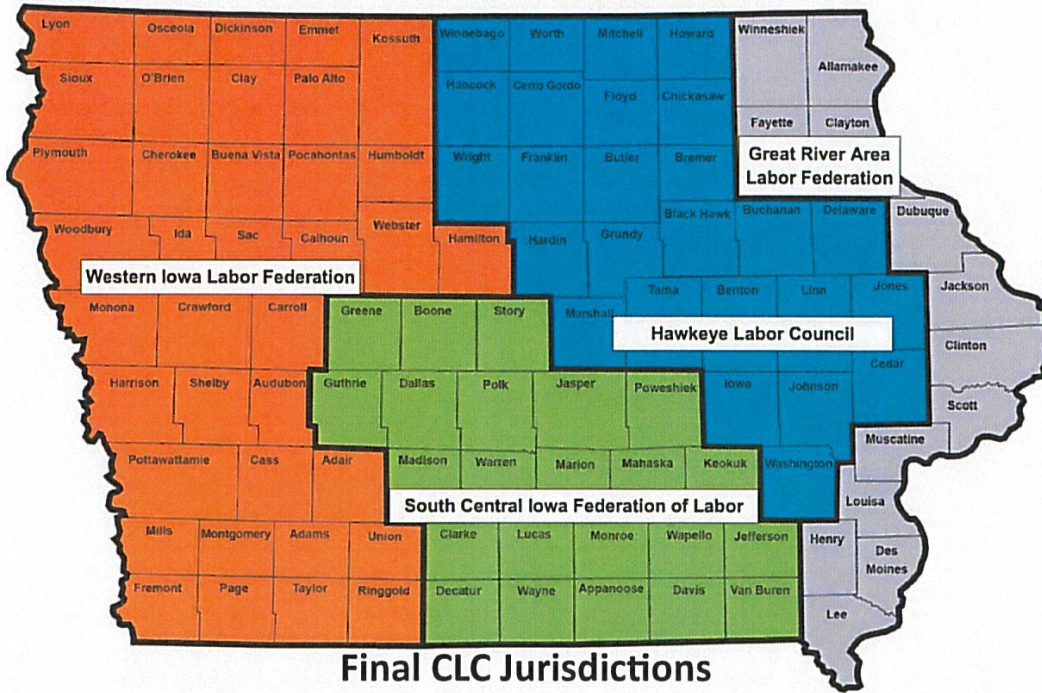 Lyon Osceola Dickinson Emmet Kossuth Winnebago Worth Mitchell Howard Winneshiek
Allamakee
Sioux O'Brien Clay Palo Alto Hancock Cerro Gordo Floyd Chickasaw
Fayette Clayton
Plymouth Cherokee Buena Vista Pocahontas Humboldt Wright Franklin Butler Bremer
Great River Area
Labor Federation
Woodbury Ida Sac Calhoun Webster Hamilton Hardin Grundy Black Hawk Buchanan Delaware Dubuque
Western Iowa Labor Federation
Monona Crawford Carroll Greene Boone Story Marshall Tama Benton Linn Jones Jackson
Hawkeye Labor Council
Clinton
Harrison Shelby Audubon Guthrie Dallas Polk Jasper Poweshiek Iowa Johnson Cedar Scott
Muscatine
Pottawattamie Cass Adair Madison Warren Marion Mahaska Keokuk Washington
South Central Iowa Federation of Labor
Louisa
Mills Montgomery Adams Union Clarke Lucas Monroe Wapello Jefferson Henry Des
Moines
Fremont Page Taylor Ringgold Decatur Wayne Appanoose Davis Van Buren Lee
Final CLC Jurisdictions